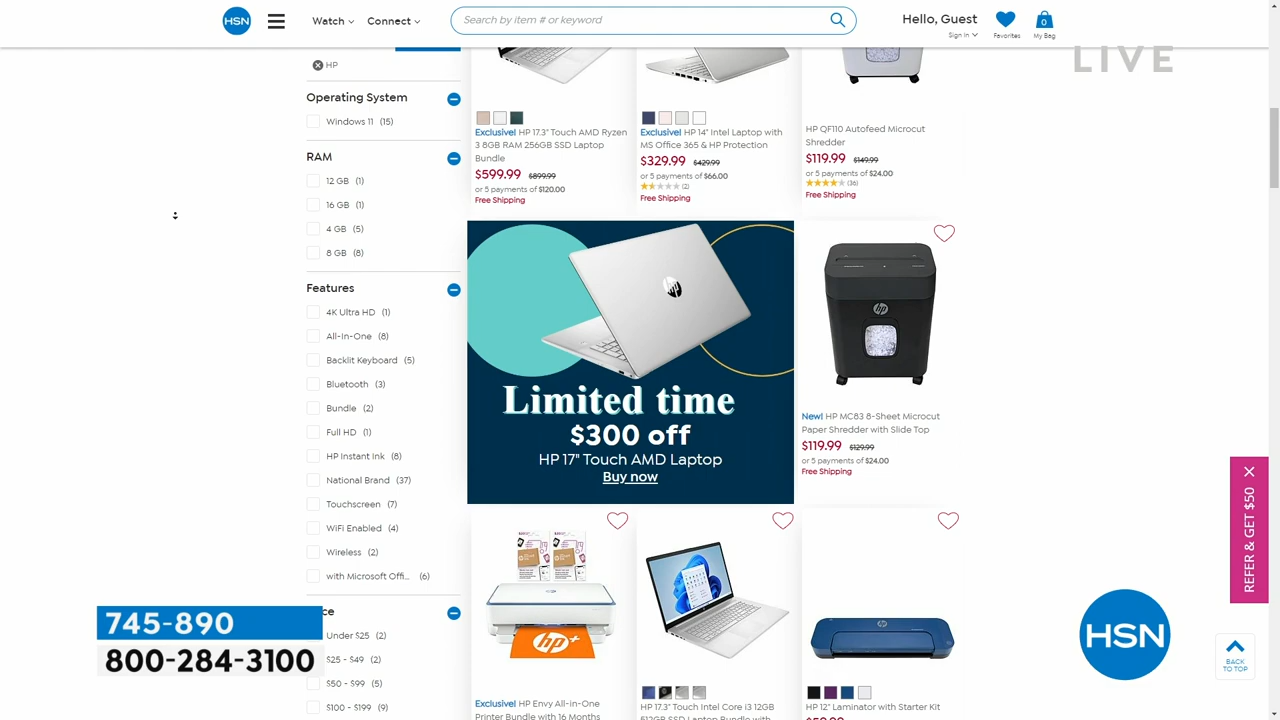 HSN
Watch
Connect
Search by item # or keyword
Hello, Guest
Sign In
Favorites
0
My Bag
LIVE
HP
Operating System
Windows 11 (15)
RAM
12 GB (1)
16 GB (1)
4 GB (5)
8 GB (8)
Features
4K Ultra HD (1)
All-In-One (8)
Backlit Keyboard (5)
Bluetooth (3)
Bundle (2)
Full HD (1)
HP Instant Ink (8)
National Brand (37)
Touchscreen (7)
WiFi Enabled (4)
Wireless (2)
with Microsoft Offi... (6)
ce
Under $25 (2)
$25 - $49 (2)
$50 - $99 (5)
$100 - $199 (9)
Exclusive! HP 17.3" Touch AMD Ryzen
3 8GB RAM 256GB SSD Laptop
Bundle
$599.99 $899.99
or 5 payments of $120.00
Free Shipping
Exclusive! HP 14" Intel Laptop with
MS Office 365 & HP Protection
$329.99 $429.99
or 5 payments of $66.00
(2)
Free Shipping
HP QF110 Autofeed Microcut
Shredder
$119.99 $149.99
or 5 payments of $24.00
(36)
Free Shipping
hp
Limited time
$300 off
HP 17" Touch AMD Laptop
Buy now
hp
New! HP MC83 8-Sheet Microcut
Paper Shredder with Slide Top
$119.99 $129.99
or 5 payments of $24.00
Free Shipping
hp+
Exclusive! HP Envy All-in-One
Printer Bundle with 16 Months
HP 17.3" Touch Intel Core i3 12GB
512GB SSD Laptop Bundle with
hp
HP 12" Laminator with Starter Kit
REFER & GET $50
745-890
800-284-3100
HSN
BACK
TO TOP